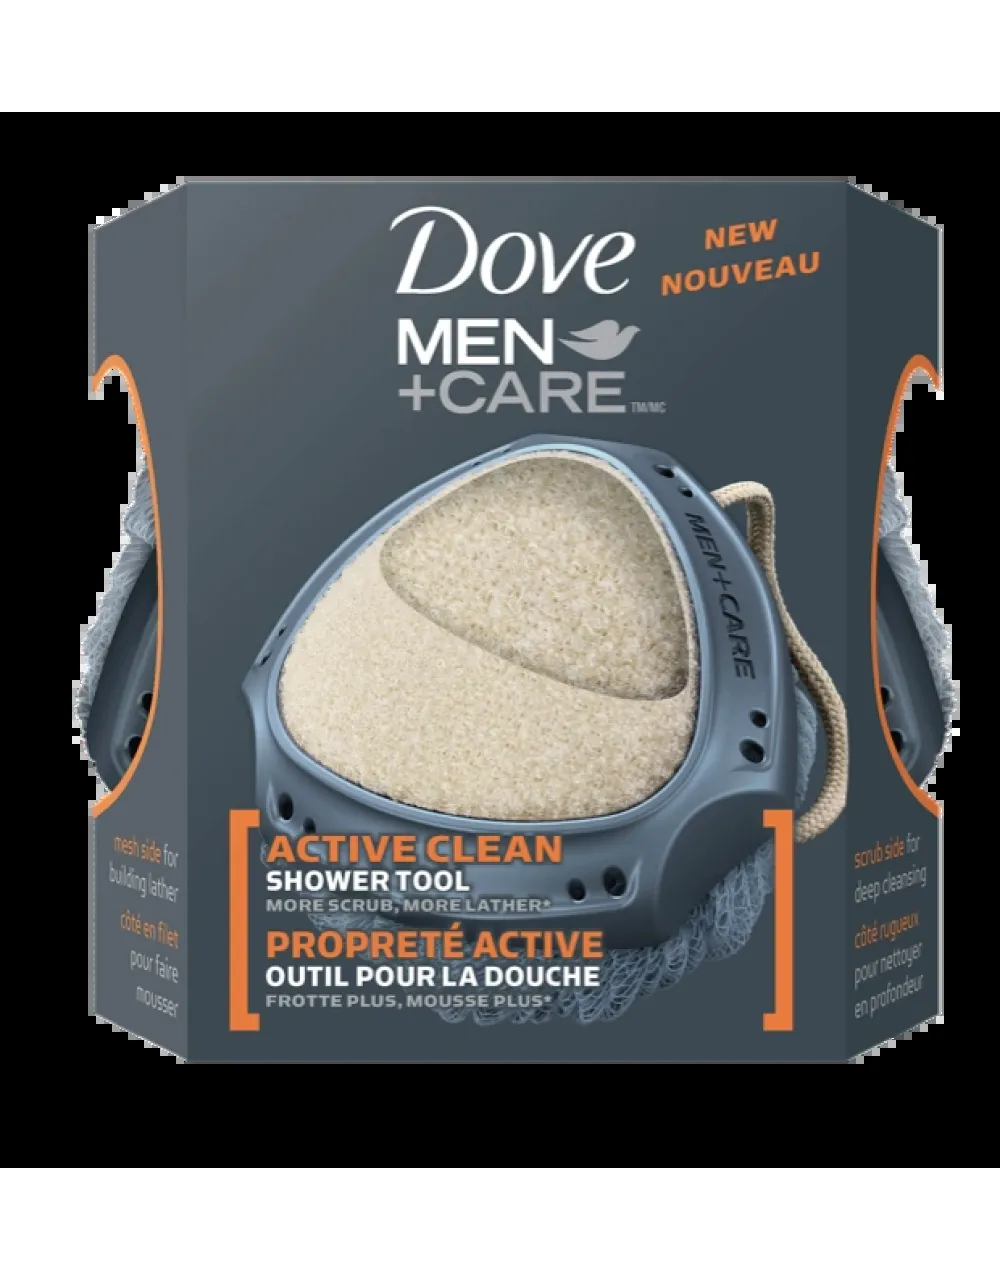 Dove
MEN
+CARE TM/MC
NEW
NOUVEAU
MEN+CARE
ACTIVE CLEAN
SHOWER TOOL
MORE SCRUB, MORE LATHER*
PROPRETÉ ACTIVE
OUTIL POUR LA DOUCHE
FROTTE PLUS, MOUSSE PLUS*
mesh side for
building lather
côté en filet
pour faire
mousser
scrub side for
deep cleansing
côté rugueux
pour nettoyer
en profondeur